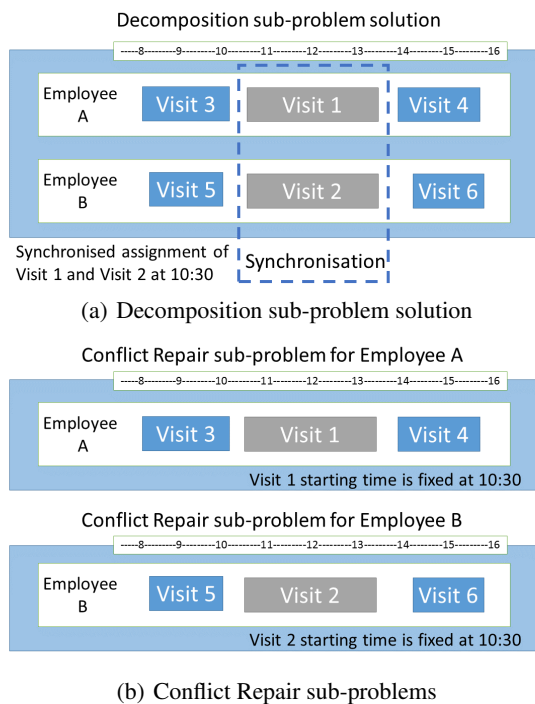 Decomposition sub-problem solution
-----8--------9--------10--------11--------12--------13--------14--------15--------16
Employee A
Visit 3
Visit 1
Visit 4
Employee B
Visit 5
Visit 2
Visit 6
Synchronised assignment of
Visit 1 and Visit 2 at 10:30
Synchronisation
(a) Decomposition sub-problem solution
Conflict Repair sub-problem for Employee A
-----8--------9--------10--------11--------12--------13--------14--------15--------16
Employee A
Visit 3
Visit 1
Visit 4
Visit 1 starting time is fixed at 10:30
Conflict Repair sub-problem for Employee B
-----8--------9--------10--------11--------12--------13--------14--------15--------16
Employee B
Visit 5
Visit 2
Visit 6
Visit 2 starting time is fixed at 10:30
(b) Conflict Repair sub-problems